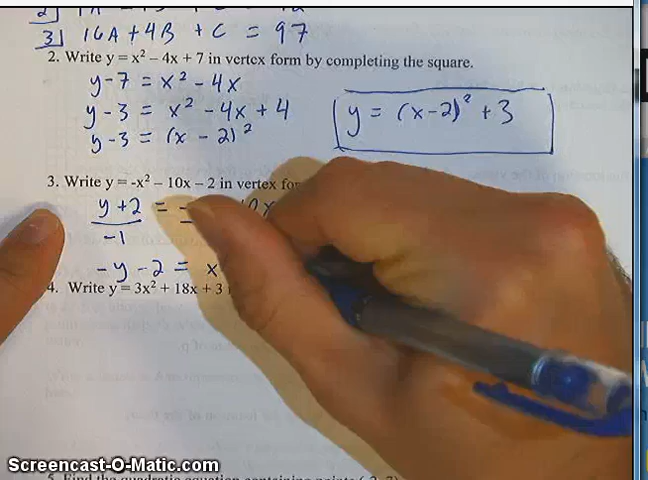 3] 16A + 4B + C = 97
2. Write y = x² – 4x + 7 in vertex form by completing the square.
y - 7 = x² - 4x
y - 3 = x² - 4x + 4
y = (x - 2)² + 3
y - 3 = (x - 2)²
3. Write y = -x² – 10x – 2 in vertex
y + 2 =
-1
- y - 2 = x
4. Write y = 3x² + 18x + 3
Screencast-O-Matic.com